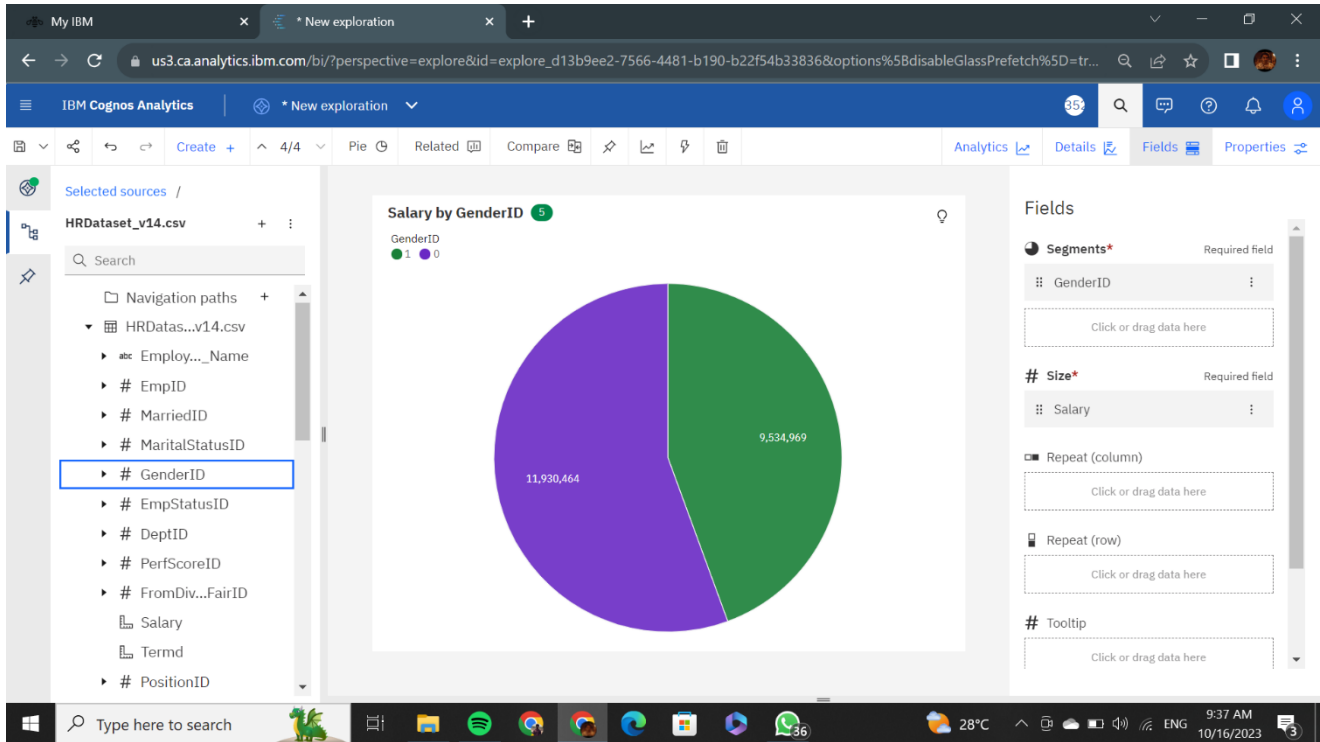 My IBM
* New exploration
us3.ca.analytics.ibm.com/bi/?perspective=explore&id=explore_d13b9ee2-7566-4481-b190-b22f54b33836&options%5BdisableGlassPrefetch%5D=tr...
IBM Cognos Analytics
* New exploration
352
Create +
4/4
Pie
Related
Compare
Analytics
Details
Fields
Properties
Selected sources /
HRDataset_v14.csv
Search
Navigation paths
HRDatas...v14.csv
abc Employ..._Name
# EmpID
# MarriedID
# MaritalStatusID
# GenderID
# EmpStatusID
# DeptID
# PerfScoreID
# FromDiv...FairID
Salary
Termd
# PositionID
Salary by GenderID 5
GenderID
1 0
9,534,969
11,930,464
Fields
Segments* Required field
GenderID
Click or drag data here
# Size* Required field
Salary
Repeat (column)
Click or drag data here
Repeat (row)
Click or drag data here
# Tooltip
Click or drag data here
Type here to search
36
28°C
ENG
9:37 AM
10/16/2023
3